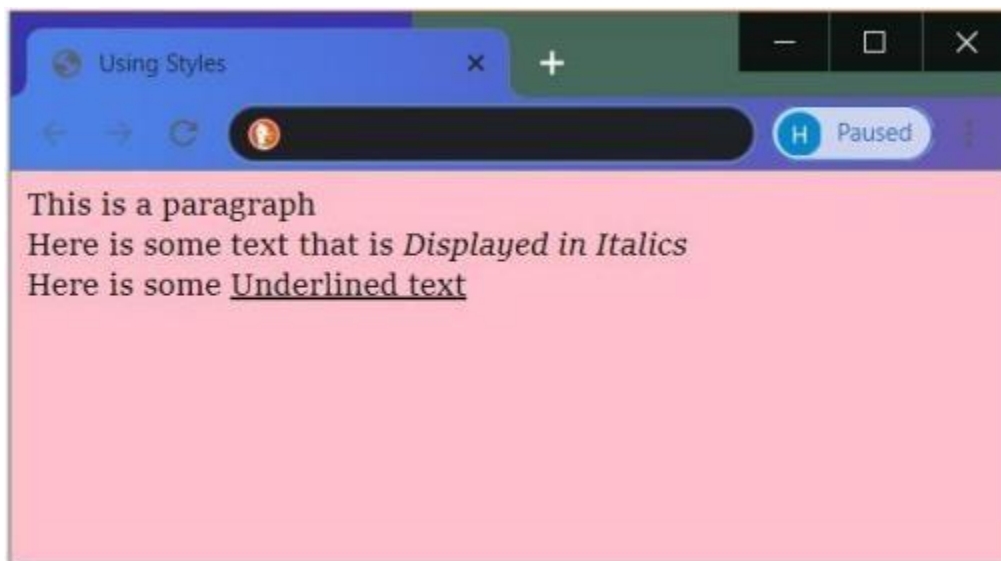 Using Styles
H Paused
This is a paragraph
Here is some text that is Displayed in Italics
Here is some Underlined text